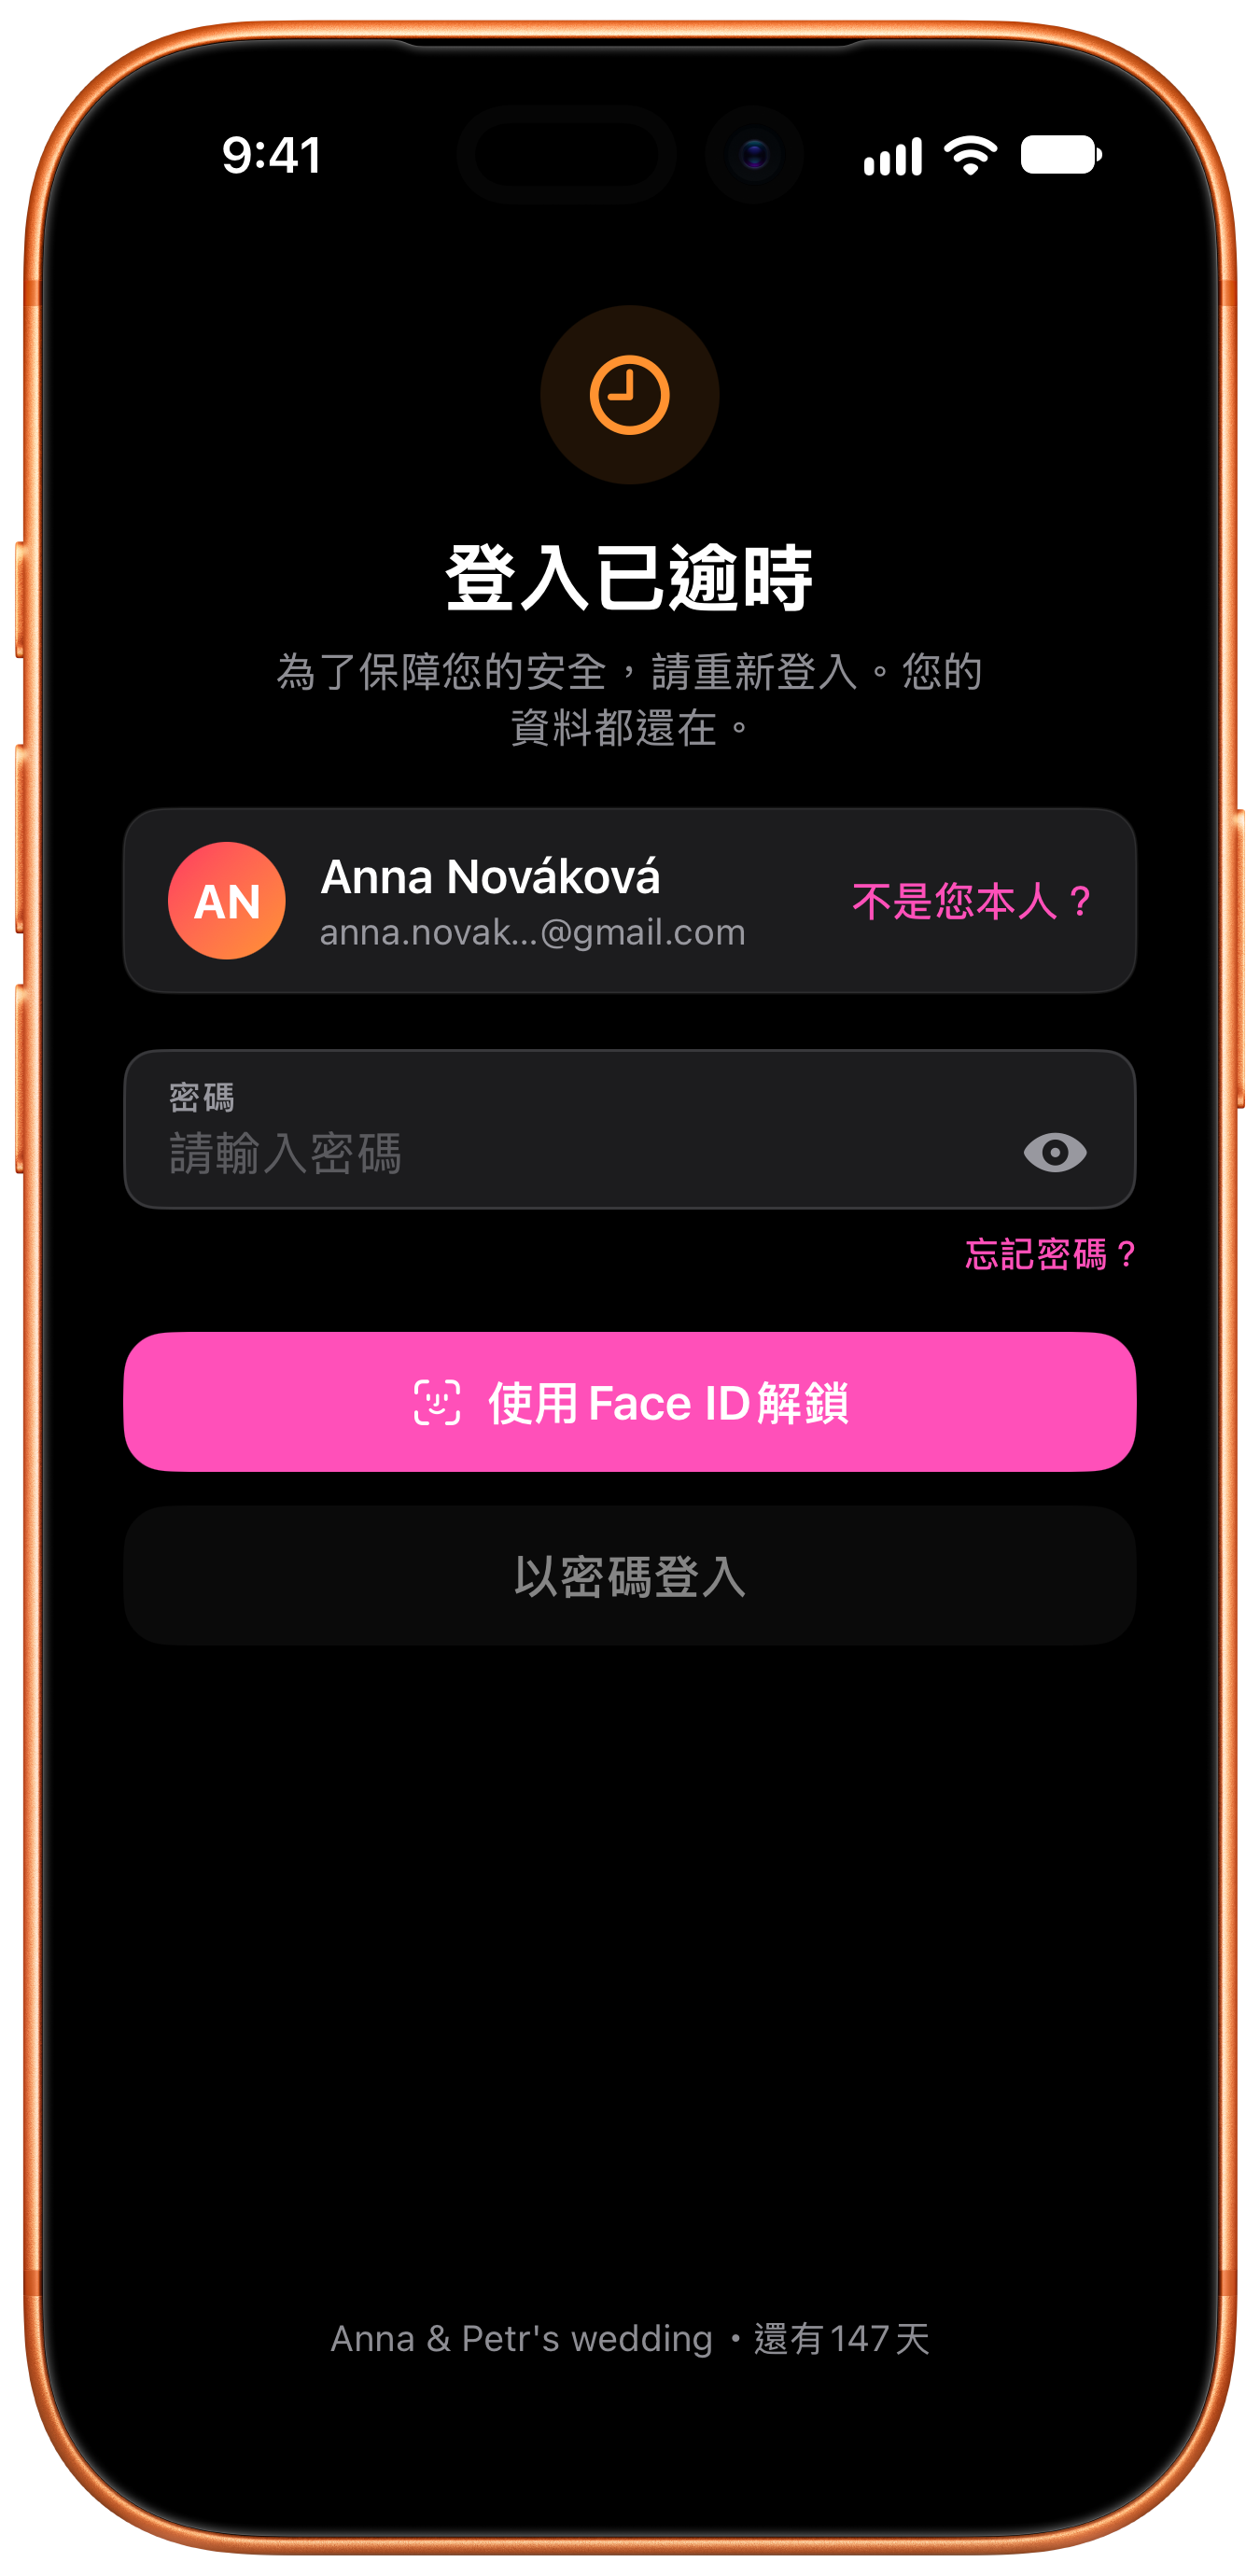 9:41
登入已逾時
為了保障您的安全，請重新登入。您的
資料都還在。
AN
Anna Nováková
anna.novak...@gmail.com
不是您本人？
密碼
請輸入密碼
忘記密碼？
使用 Face ID 解鎖
以密碼登入
Anna & Petr's wedding・還有 147 天